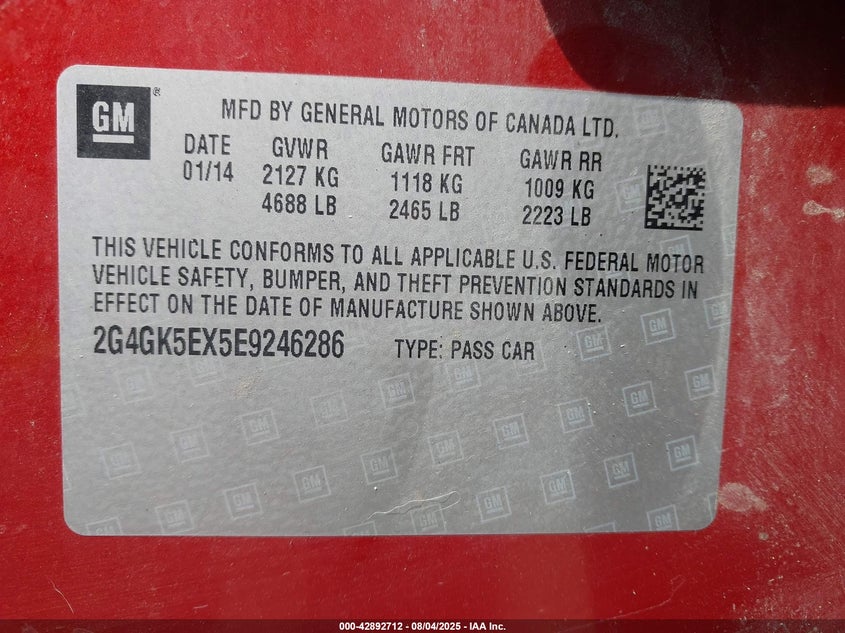 GM
MFD BY GENERAL MOTORS OF CANADA LTD.
DATE GVWR GAWR FRT GAWR RR
01/14 2127 KG 1118 KG 1009 KG
4688 LB 2465 LB 2223 LB
THIS VEHICLE CONFORMS TO ALL APPLICABLE U.S. FEDERAL MOTOR
VEHICLE SAFETY, BUMPER, AND THEFT PREVENTION STANDARDS IN
EFFECT ON THE DATE OF MANUFACTURE SHOWN ABOVE.
2G4GK5EX5E9246286 TYPE: PASS CAR
000-42892712 - 08/04/2025 - IAA Inc.